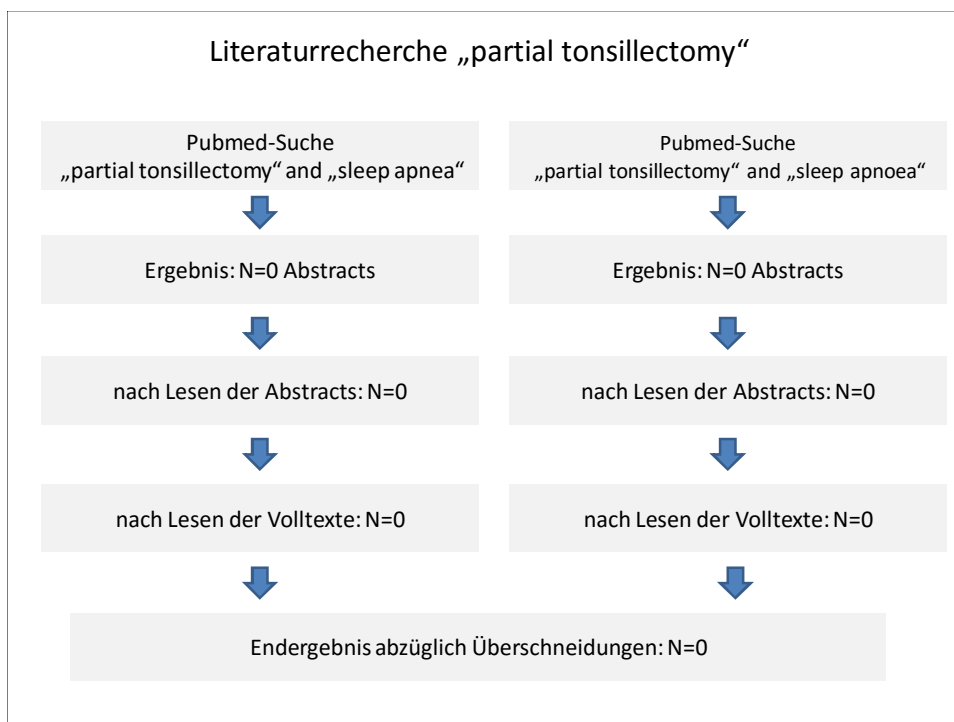 Literaturrecherche „partial tonsillectomy“
Pubmed-Suche
„partial tonsillectomy“ and „sleep apnea“
Pubmed-Suche
„partial tonsillectomy“ and „sleep apnoea“
Ergebnis: N=0 Abstracts
Ergebnis: N=0 Abstracts
nach Lesen der Abstracts: N=0
nach Lesen der Abstracts: N=0
nach Lesen der Volltexte: N=0
nach Lesen der Volltexte: N=0
Endergebnis abzüglich Überschneidungen: N=0